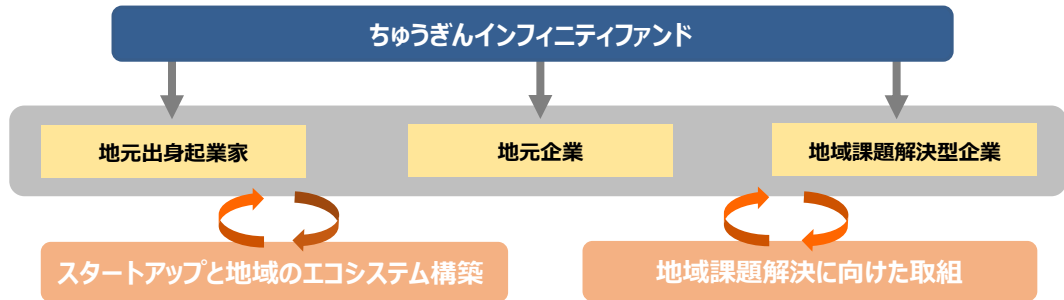 ちゅうぎんインフィニティファンド
地元出身起業家
地元企業
地域課題解決型企業
スタートアップと地域のエコシステム構築
地域課題解決に向けた取組